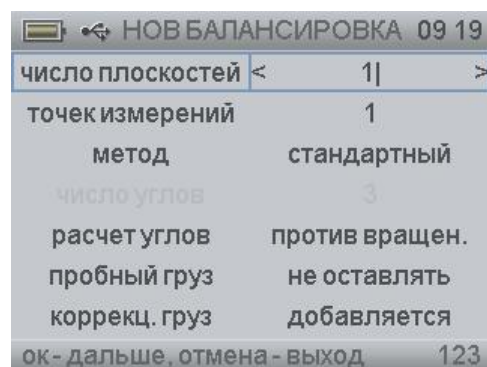 НОВ БАЛАНСИРОВКА 09 19
число плоскостей < 1| >
точек измерений 1
метод стандартный
число углов 3
расчет углов против вращен.
пробный груз не оставлять
коррекц. груз добавляется
ок - дальше, отмена - выход 123